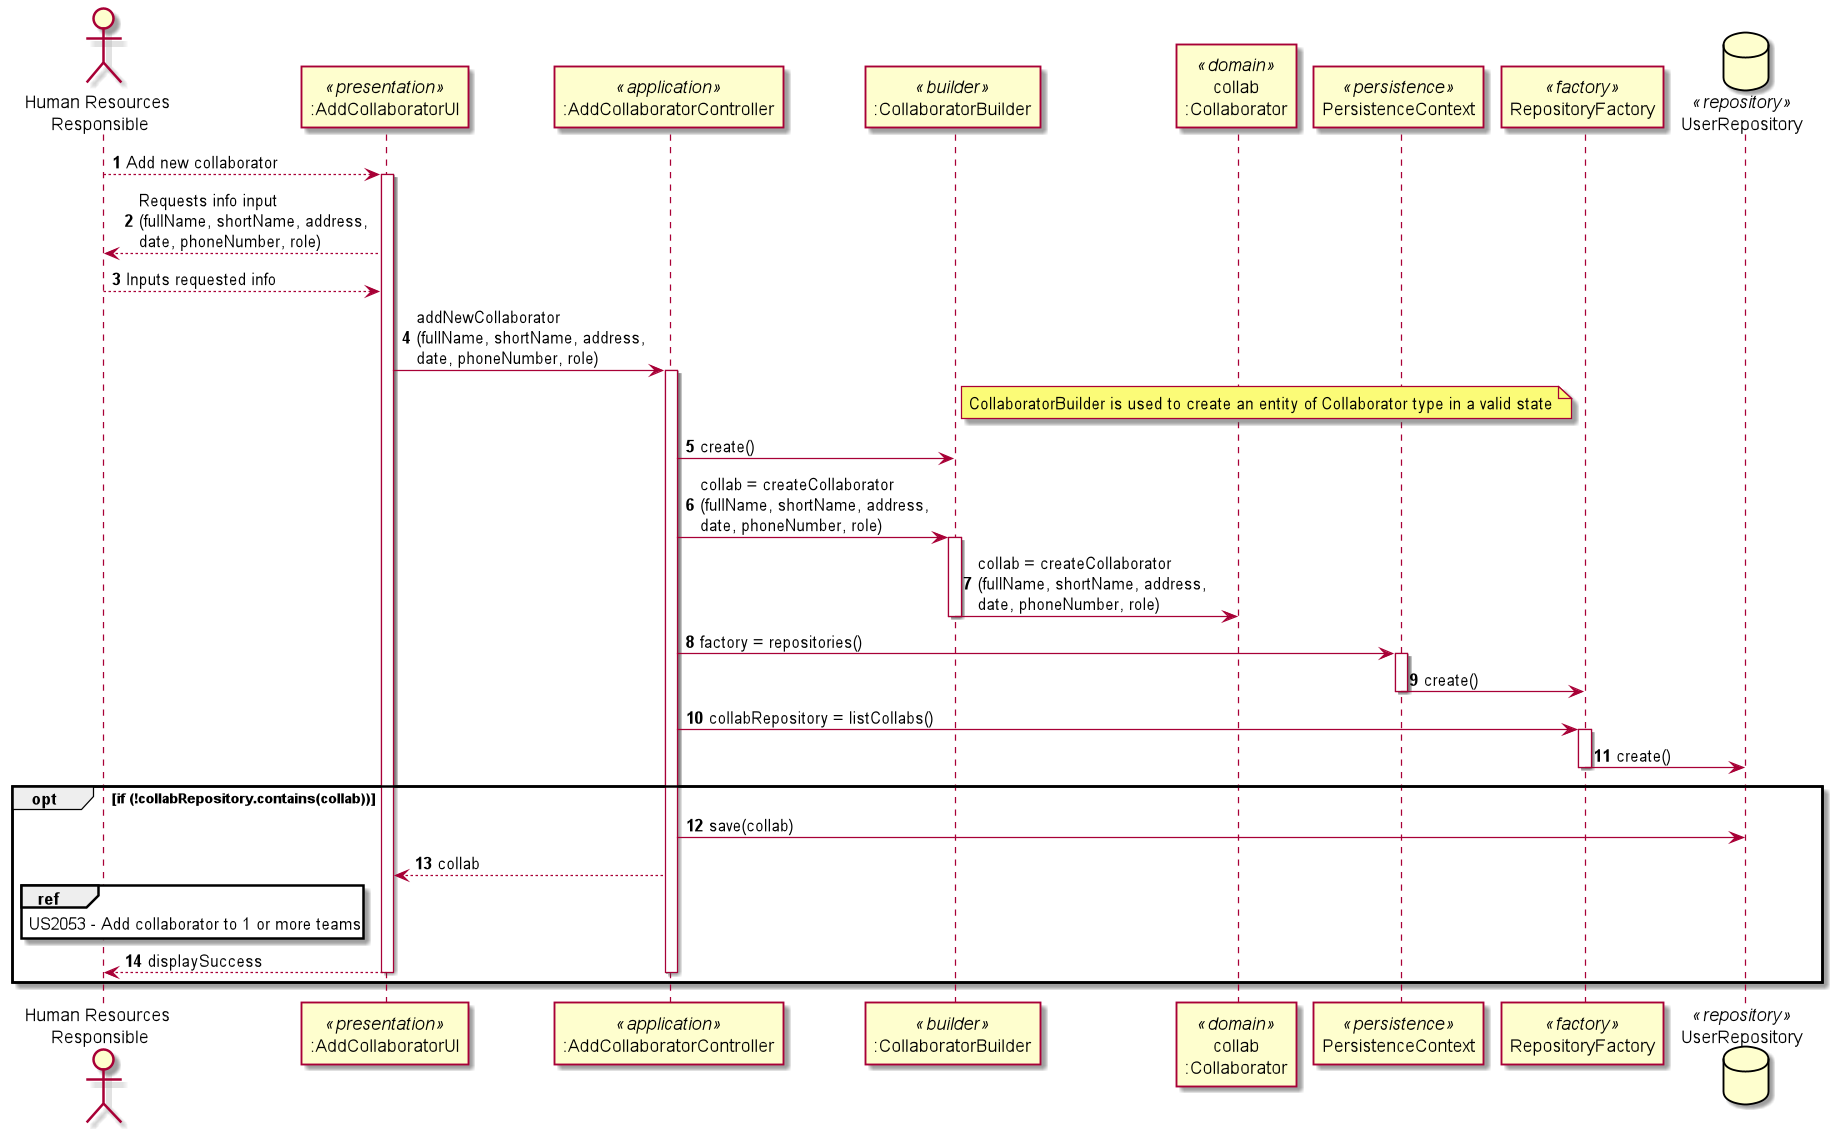 Human Resources
Responsible
«presentation»
:AddCollaboratorUI
«application»
:AddCollaboratorController
«builder»
:CollaboratorBuilder
«domain»
collab
:Collaborator
«persistence»
PersistenceContext
«factory»
RepositoryFactory
«repository»
UserRepository
1 Add new collaborator
Requests info input
2 (fullName, shortName, address,
date, phoneNumber, role)
3 Inputs requested info
addNewCollaborator
4 (fullName, shortName, address,
date, phoneNumber, role)
CollaboratorBuilder is used to create an entity of Collaborator type in a valid state
5 create()
collab = createCollaborator
6 (fullName, shortName, address,
date, phoneNumber, role)
collab = createCollaborator
7 (fullName, shortName, address,
date, phoneNumber, role)
8 factory = repositories()
9 create()
10 collabRepository = listCollabs()
11 create()
opt [if (!collabRepository.contains(collab))]
12 save(collab)
13 collab
ref
US2053 - Add collaborator to 1 or more teams
14 displaySuccess
Human Resources
Responsible
«presentation»
:AddCollaboratorUI
«application»
:AddCollaboratorController
«builder»
:CollaboratorBuilder
«domain»
collab
:Collaborator
«persistence»
PersistenceContext
«factory»
RepositoryFactory
«repository»
UserRepository